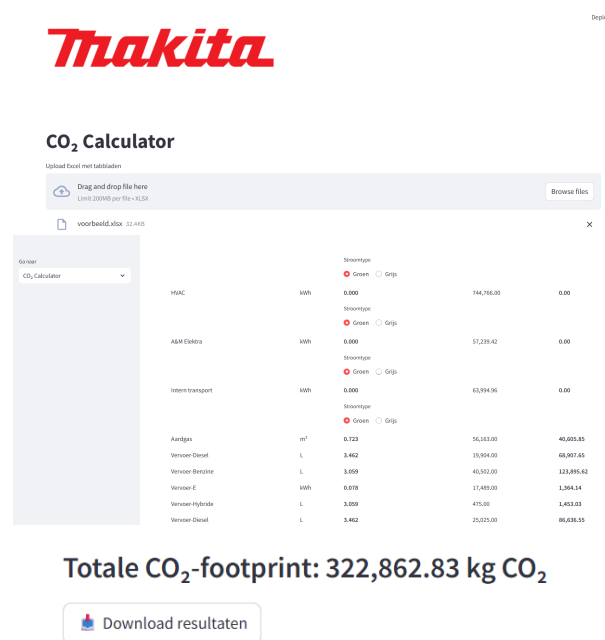 Makita
CO₂ Calculator
Upload Excel met tabbladen
Drag and drop file here
Limit 200MB per file • XLSX
Browse files
voorbeeld.xlsx 32.4KB
Ga naar
CO₂ Calculator
Stroomtype
Groen Grijs
HVAC kWh 0.000 744,766.00 0.00
Stroomtype
Groen Grijs
A&M Elektra kWh 0.000 57,239.42 0.00
Stroomtype
Groen Grijs
Intern transport kWh 0.000 63,994.96 0.00
Stroomtype
Groen Grijs
Aardgas m³ 0.723 56,163.00 40,605.85
Vervoer-Diesel L 3.462 19,904.00 68,907.65
Vervoer-Benzine L 3.059 40,502.00 123,895.62
Vervoer-E kWh 0.078 17,489.00 1,364.14
Vervoer-Hybride L 3.059 475.00 1,453.03
Vervoer-Diesel L 3.462 25,025.00 86,636.55
Totale CO₂-footprint: 322,862.83 kg CO₂
Download resultaten